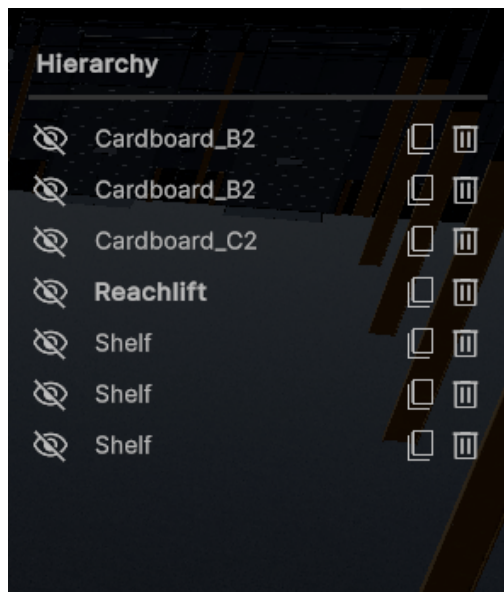 Hierarchy
Cardboard_B2
Cardboard_B2
Cardboard_C2
Reachlift
Shelf
Shelf
Shelf